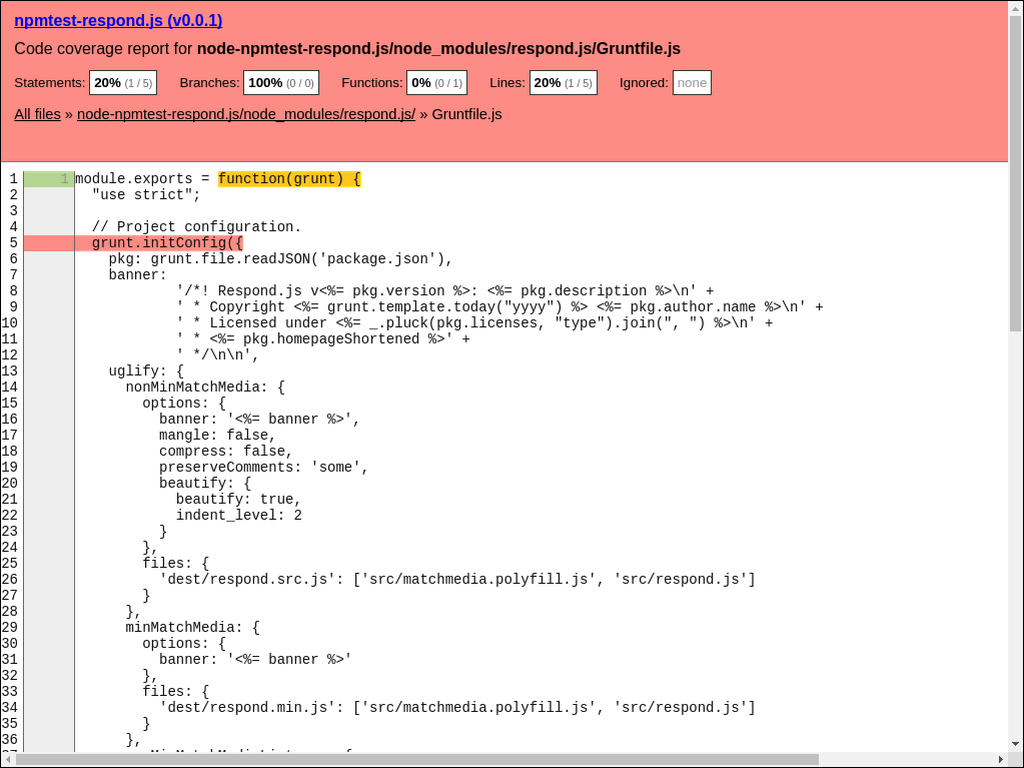 npmtest-respond.js (v0.0.1)
Code coverage report for node-npmtest-respond.js/node_modules/respond.js/Gruntfile.js
Statements: 20% (1 / 5) Branches: 100% (0 / 0) Functions: 0% (0 / 1) Lines: 20% (1 / 5) Ignored: none
All files » node-npmtest-respond.js/node_modules/respond.js/ » Gruntfile.js
1 1 module.exports = function(grunt) {
2   "use strict";
3
4   // Project configuration.
5   grunt.initConfig({
6     pkg: grunt.file.readJSON('package.json'),
7     banner:
8             '/*! Respond.js v<%= pkg.version %>: <%= pkg.description %>\n' +
9             ' * Copyright <%= grunt.template.today("yyyy") %> <%= pkg.author.name %>\n' +
10             ' * Licensed under <%= _.pluck(pkg.licenses, "type").join(", ") %>\n' +
11             ' * <%= pkg.homepageShortened %>' +
12             ' */\n\n',
13     uglify: {
14       nonMinMatchMedia: {
15         options: {
16           banner: '<%= banner %>',
17           mangle: false,
18           compress: false,
19           preserveComments: 'some',
20           beautify: {
21             beautify: true,
22             indent_level: 2
23           }
24         },
25         files: {
26           'dest/respond.src.js': ['src/matchmedia.polyfill.js', 'src/respond.js']
27         }
28       },
29       minMatchMedia: {
30         options: {
31           banner: '<%= banner %>'
32         },
33         files: {
34           'dest/respond.min.js': ['src/matchmedia.polyfill.js', 'src/respond.js']
35         }
36       },